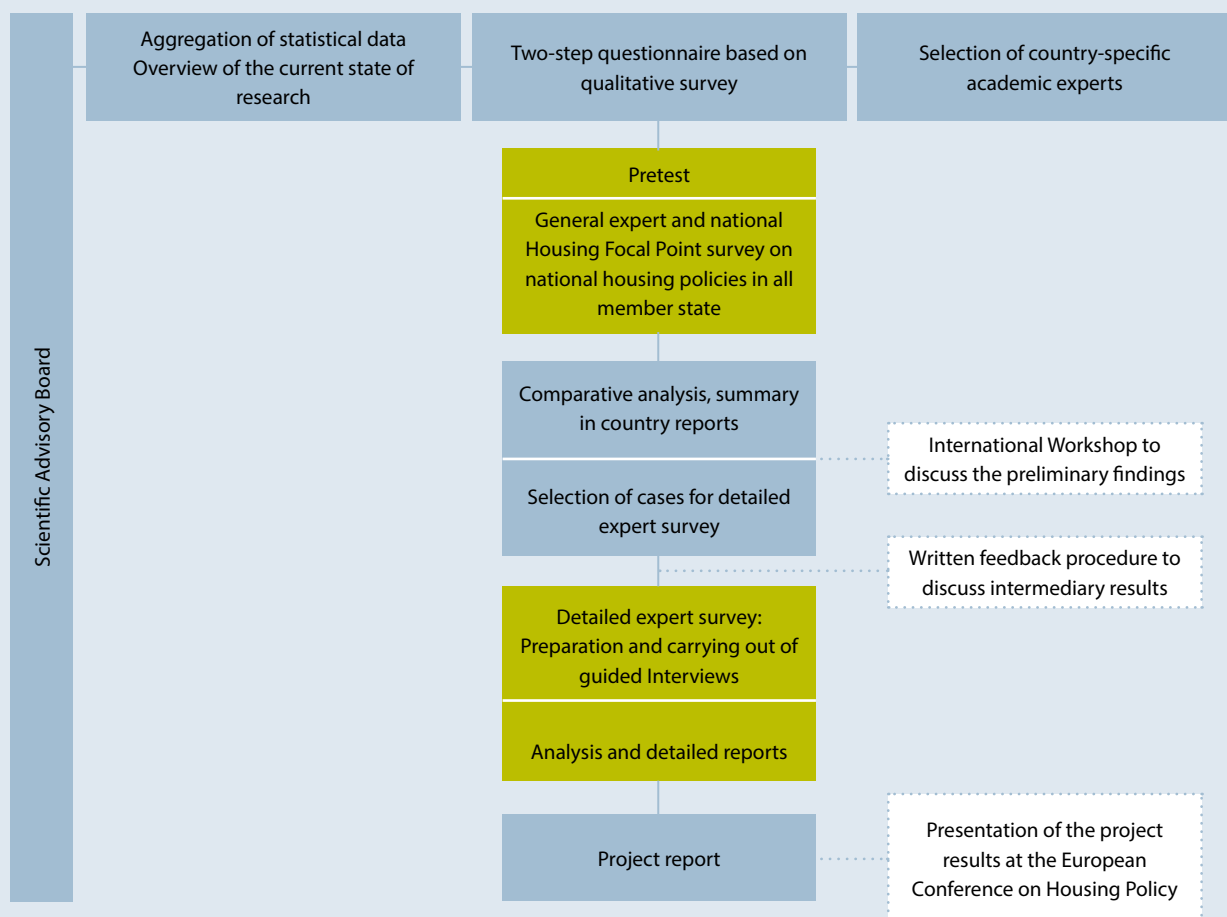 Scientific Advisory Board
Aggregation of statistical data
Overview of the current state of
research
Two-step questionnaire based on
qualitative survey
Selection of country-specific
academic experts
Pretest
General expert and national
Housing Focal Point survey on
national housing policies in all
member state
Comparative analysis, summary
in country reports
International Workshop to
discuss the preliminary findings
Selection of cases for detailed
expert survey
Written feedback procedure to
discuss intermediary results
Detailed expert survey:
Preparation and carrying out of
guided Interviews
Analysis and detailed reports
Project report
Presentation of the project
results at the European
Conference on Housing Policy